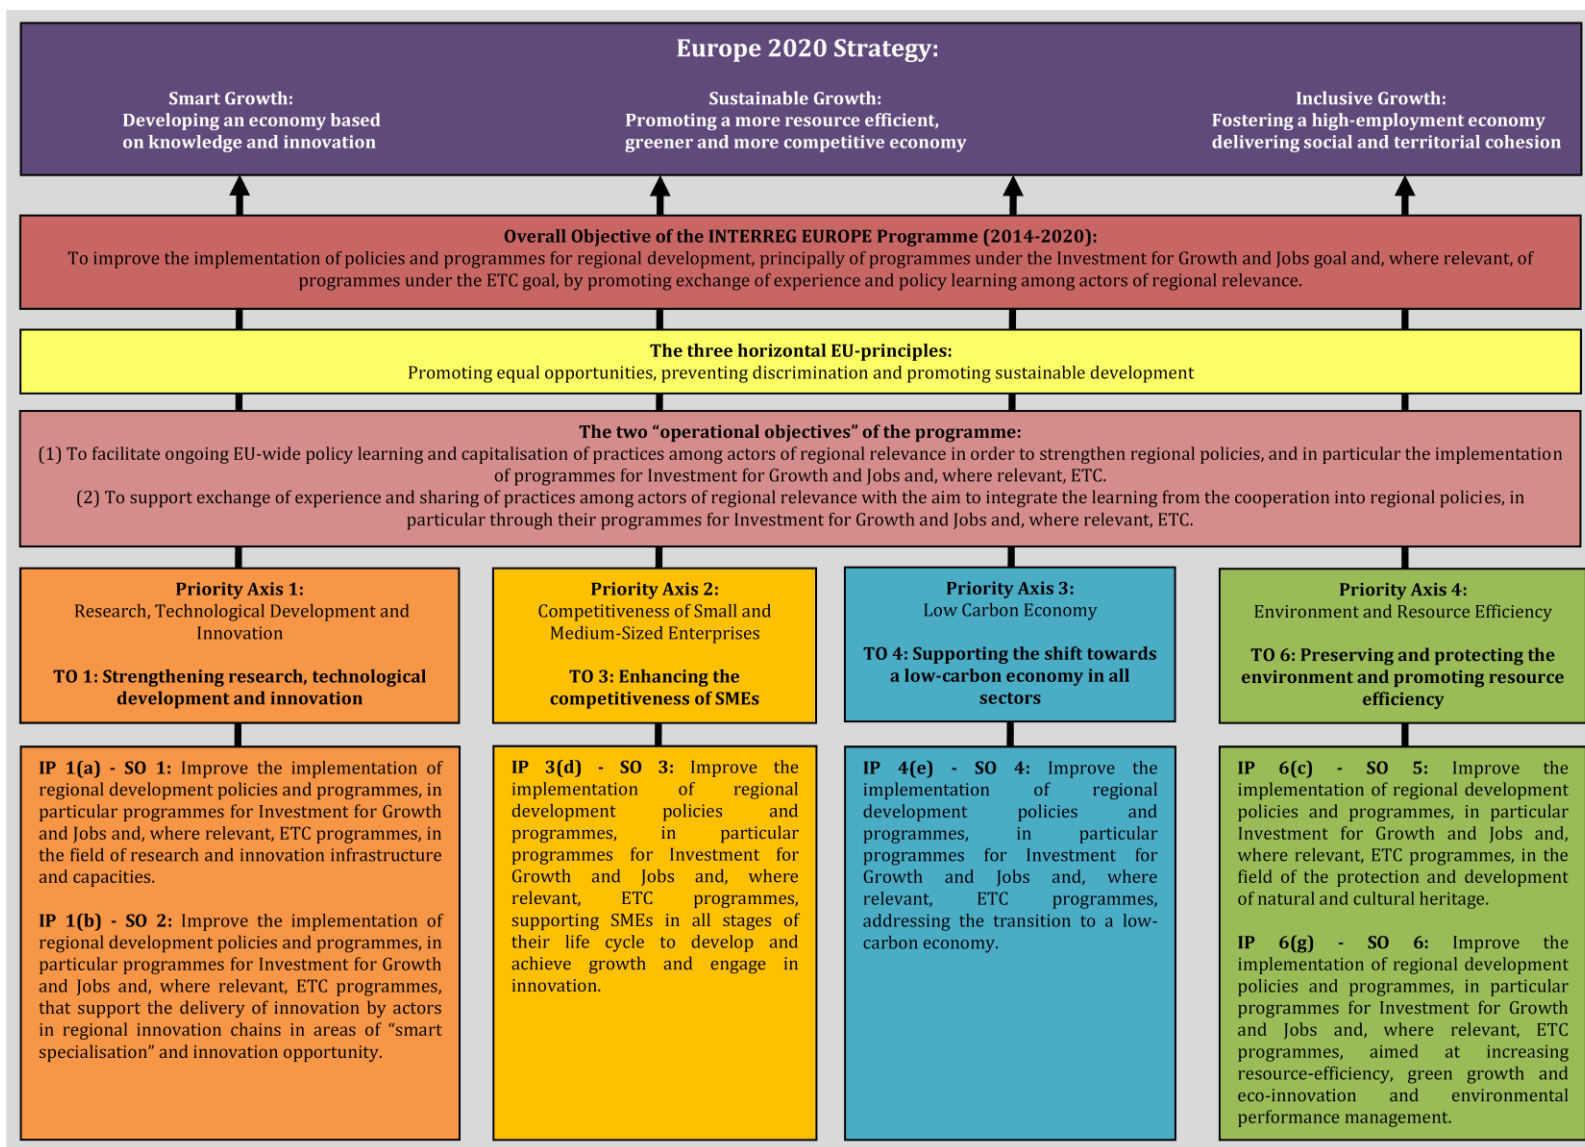 Europe 2020 Strategy:
Smart Growth:
Developing an economy based
on knowledge and innovation
Sustainable Growth:
Promoting a more resource efficient,
greener and more competitive economy
Inclusive Growth:
Fostering a high-employment economy
delivering social and territorial cohesion
Overall Objective of the INTERREG EUROPE Programme (2014-2020):
To improve the implementation of policies and programmes for regional development, principally of programmes under the Investment for Growth and Jobs goal and, where relevant, of
programmes under the ETC goal, by promoting exchange of experience and policy learning among actors of regional relevance.
The three horizontal EU-principles:
Promoting equal opportunities, preventing discrimination and promoting sustainable development
The two “operational objectives” of the programme:
(1) To facilitate ongoing EU-wide policy learning and capitalisation of practices among actors of regional relevance in order to strengthen regional policies, and in particular the implementation
of programmes for Investment for Growth and Jobs and, where relevant, ETC.
(2) To support exchange of experience and sharing of practices among actors of regional relevance with the aim to integrate the learning from the cooperation into regional policies, in
particular through their programmes for Investment for Growth and Jobs and, where relevant, ETC.
Priority Axis 1:
Research, Technological Development and
Innovation
TO 1: Strengthening research, technological
development and innovation
Priority Axis 2:
Competitiveness of Small and
Medium-Sized Enterprises
TO 3: Enhancing the
competitiveness of SMEs
Priority Axis 3:
Low Carbon Economy
TO 4: Supporting the shift towards
a low-carbon economy in all
sectors
Priority Axis 4:
Environment and Resource Efficiency
TO 6: Preserving and protecting the
environment and promoting resource
efficiency
IP 1(a) - SO 1: Improve the implementation of
regional development policies and programmes, in
particular programmes for Investment for Growth
and Jobs and, where relevant, ETC programmes, in
the field of research and innovation infrastructure
and capacities.
IP 1(b) - SO 2: Improve the implementation of
regional development policies and programmes, in
particular programmes for Investment for Growth
and Jobs and, where relevant, ETC programmes,
that support the delivery of innovation by actors
in regional innovation chains in areas of “smart
specialisation” and innovation opportunity.
IP 3(d) - SO 3: Improve the
implementation of regional
development policies and
programmes, in particular
programmes for Investment for
Growth and Jobs and, where
relevant, ETC programmes,
supporting SMEs in all stages of
their life cycle to develop and
achieve growth and engage in
innovation.
IP 4(e) - SO 4: Improve the
implementation of regional
development policies and
programmes, in particular
programmes for Investment for
Growth and Jobs and, where
relevant, ETC programmes,
addressing the transition to a low-
carbon economy.
IP 6(c) - SO 5: Improve the
implementation of regional development
policies and programmes, in particular
Investment for Growth and Jobs and,
where relevant, ETC programmes, in the
field of the protection and development
of natural and cultural heritage.
IP 6(g) - SO 6: Improve the
implementation of regional development
policies and programmes, in particular
programmes for Investment for Growth
and Jobs and, where relevant, ETC
programmes, aimed at increasing
resource-efficiency, green growth and
eco-innovation and environmental
performance management.